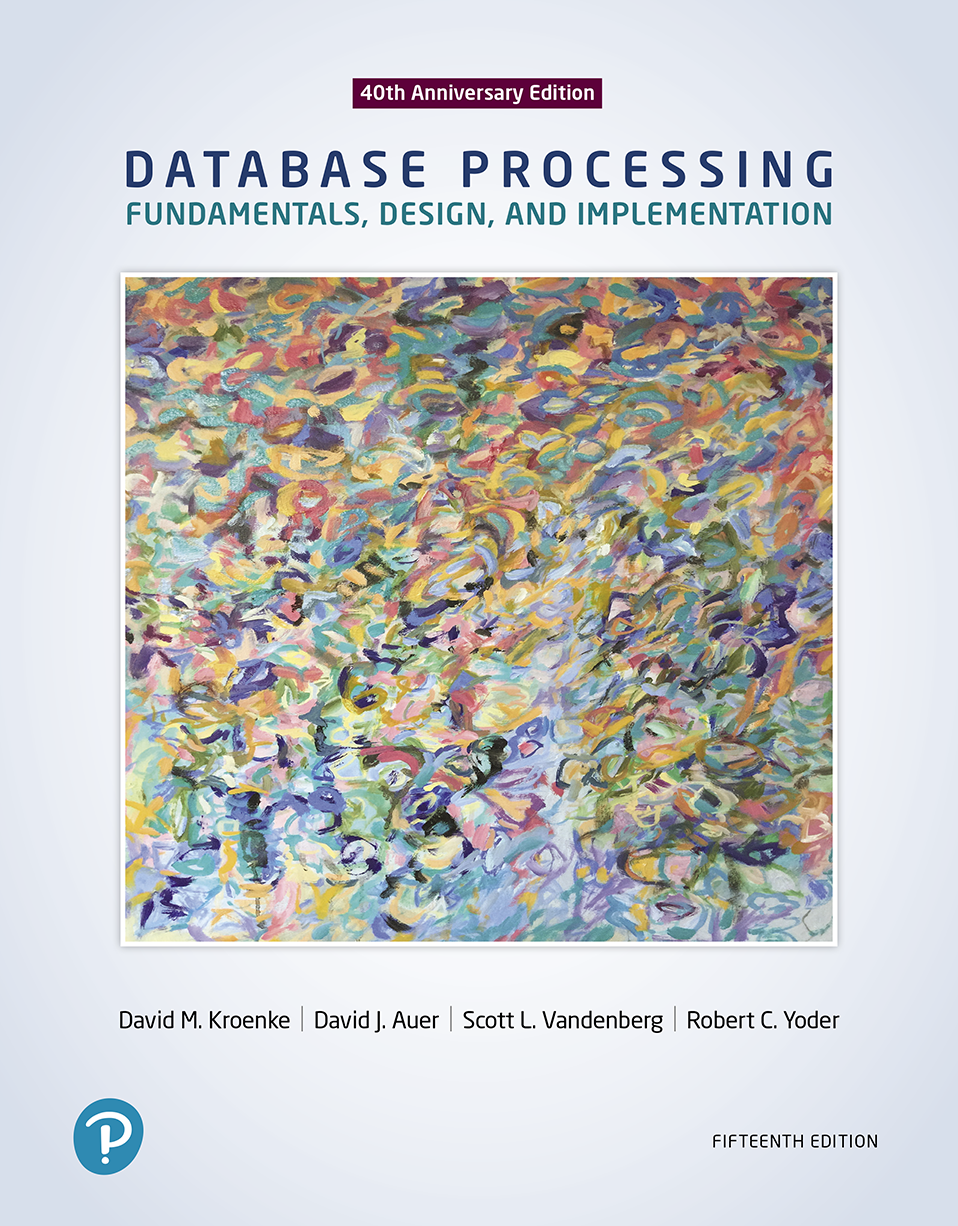 40th Anniversary Edition
DATABASE PROCESSING
FUNDAMENTALS, DESIGN, AND IMPLEMENTATION
David M. Kroenke | David J. Auer | Scott L. Vandenberg | Robert C. Yoder
P
FIFTEENTH EDITION